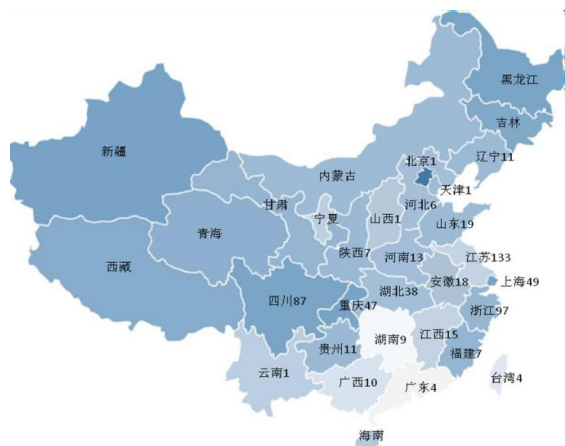 黑龙江
吉林
新疆
北京1
辽宁11
内蒙古
天津1
甘肃
宁夏
山西1
河北6
山东19
青海
陕西7
河南13
江苏133
西藏
安徽18
上海49
四川87
重庆47
湖北38
浙江97
湖南9
江西15
贵州11
福建7
云南1
广西10
广东4
台湾4
海南